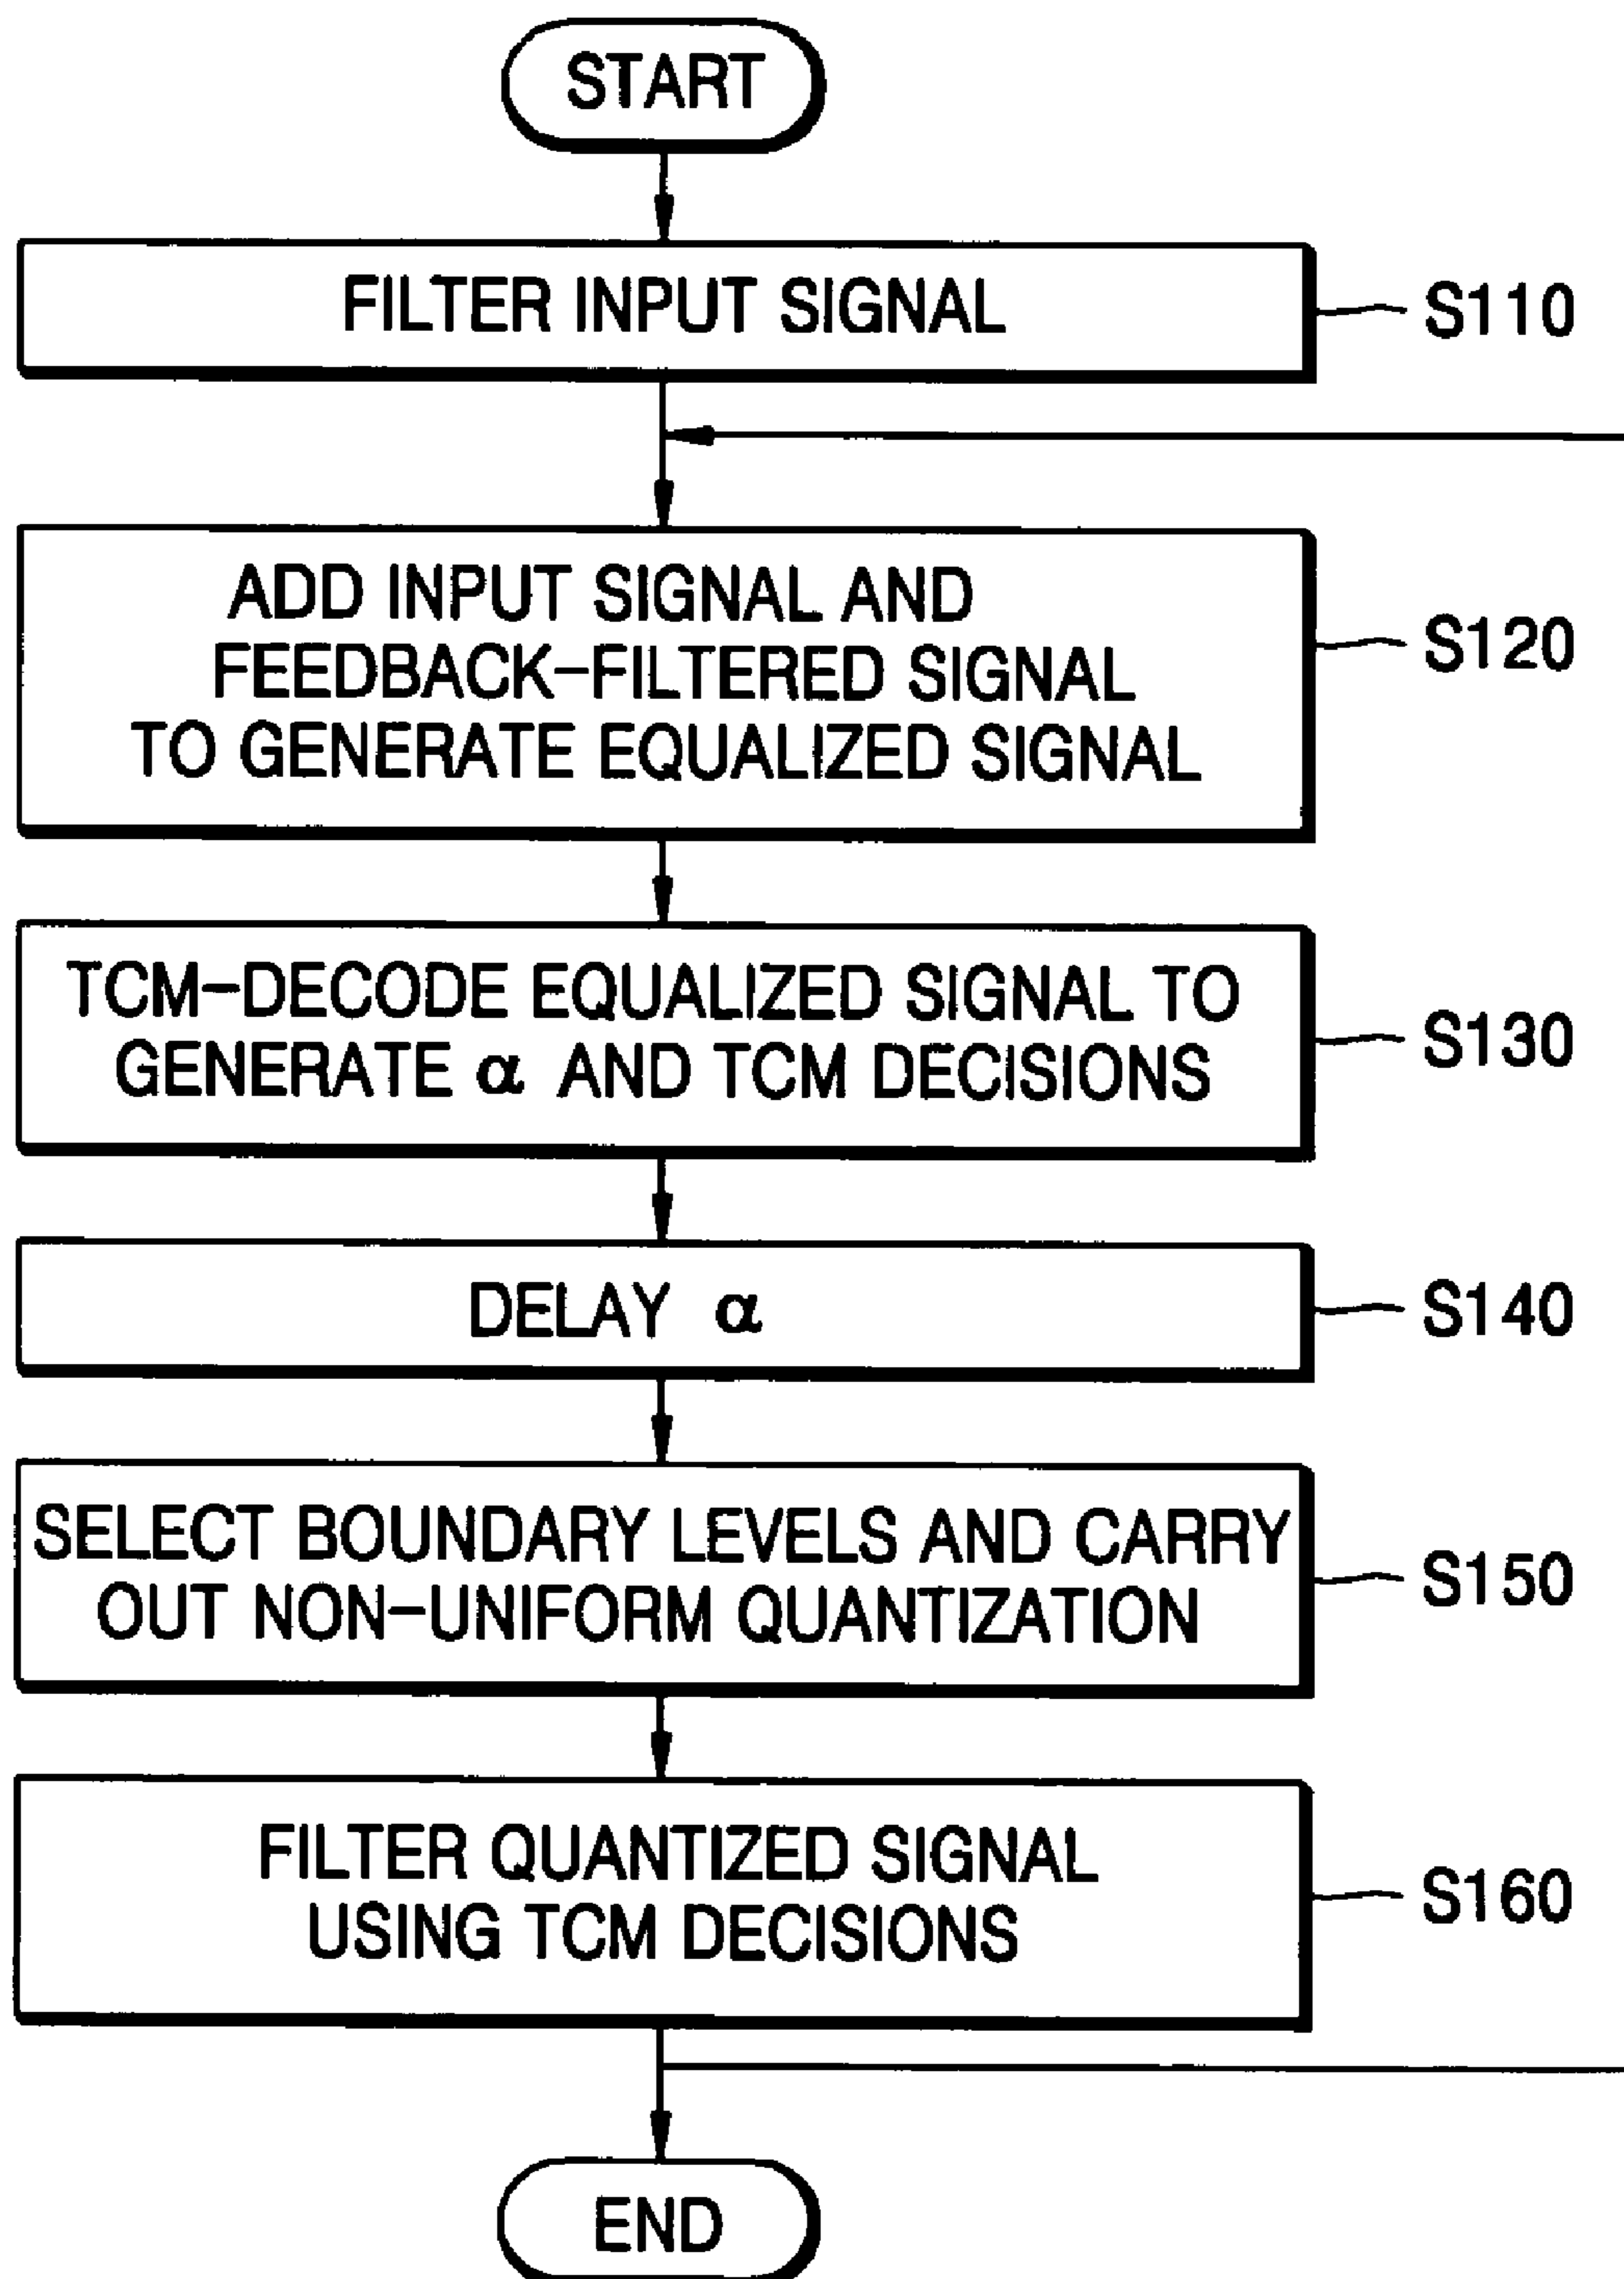 START
FILTER INPUT SIGNAL
S110
ADD INPUT SIGNAL AND
FEEDBACK-FILTERED SIGNAL
TO GENERATE EQUALIZED SIGNAL
S120
TCM-DECODE EQUALIZED SIGNAL TO
GENERATE α AND TCM DECISIONS
S130
DELAY α
S140
SELECT BOUNDARY LEVELS AND CARRY
OUT NON-UNIFORM QUANTIZATION
S150
FILTER QUANTIZED SIGNAL
USING TCM DECISIONS
S160
END